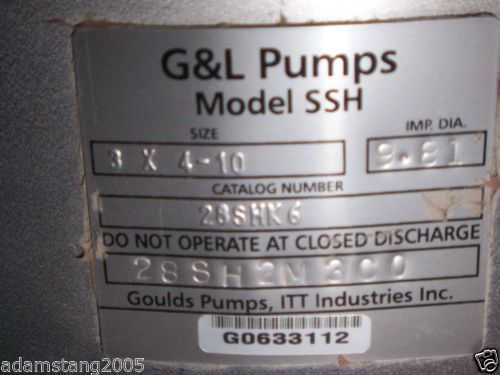 G&L Pumps
Model SSH
SIZE IMP. DIA.
3 X 4-10 9.81
CATALOG NUMBER
28SHK6
DO NOT OPERATE AT CLOSED DISCHARGE
28SH2M3C0
Goulds Pumps, ITT Industries Inc.
G0633112
adamstang2005